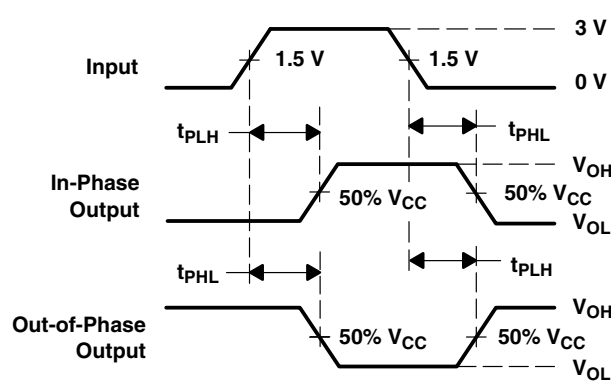 3 V
Input
1.5 V
1.5 V
0 V
tPLH
tPHL
In-Phase
Output
50% VCC
50% VCC
VOH
VOL
tPHL
tPLH
Out-of-Phase
Output
50% VCC
50% VCC
VOH
VOL